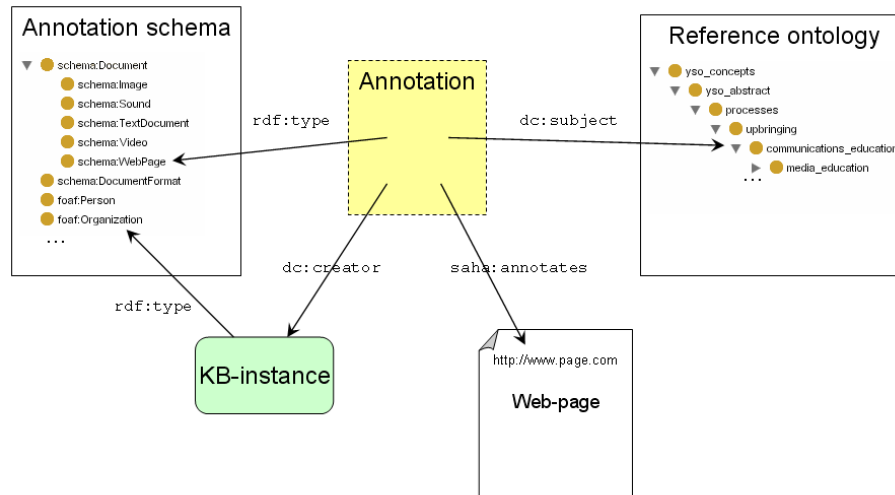 Annotation schema
schema:Document
schema:Image
schema:Sound
schema:TextDocument
schema:Video
schema:WebPage
schema:DocumentFormat
foaf:Person
foaf:Organization
...
rdf:type
Annotation
dc:subject
Reference ontology
yso_concepts
yso_abstract
processes
upbringing
communications_education
media_education
...
dc:creator
saha:annotates
rdf:type
KB-instance
http://www.page.com
Web-page